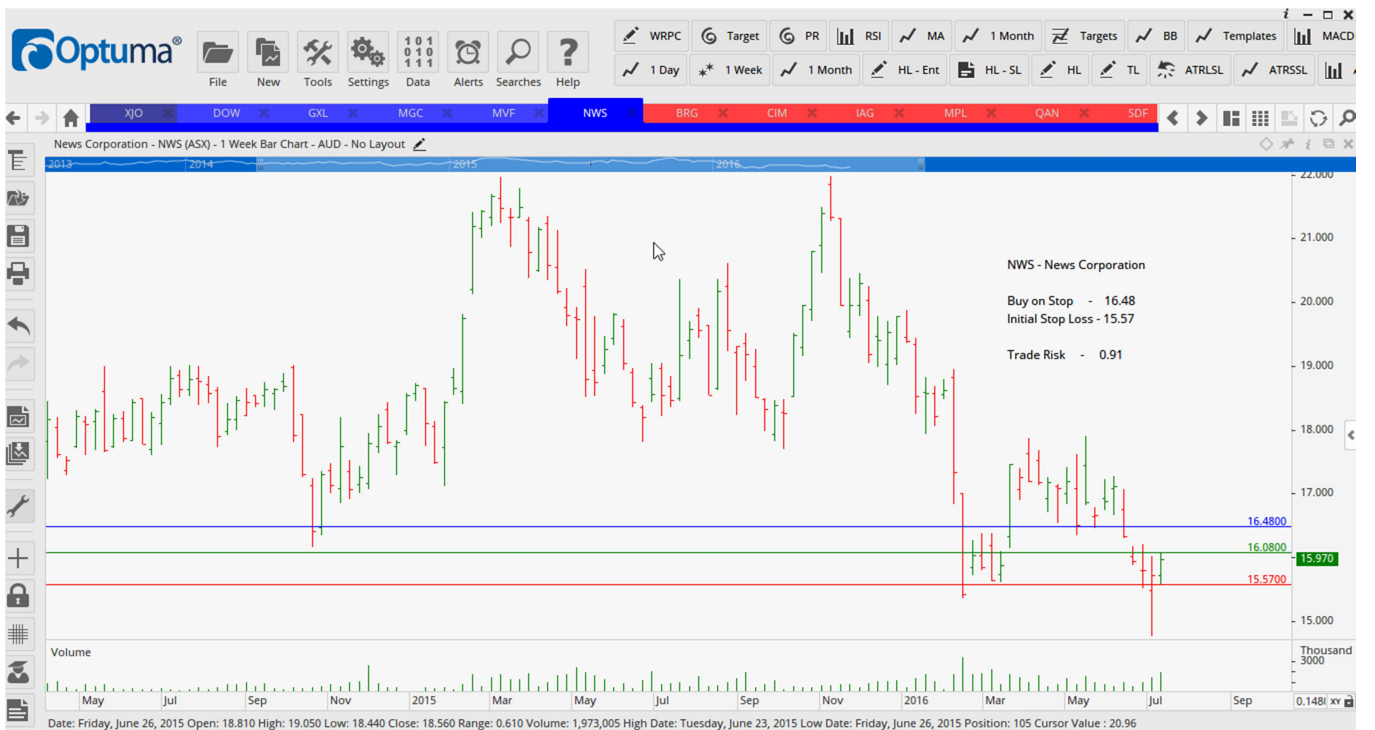 Optuma®
File
New
Tools
Settings
101 010 111
Data
Alerts
Searches
?
Help
WRPC
Target
PR
RSI
MA
1 Month
Targets
BB
Templates
MACD
1 Day
1 Week
1 Month
HL - Ent
HL - SL
HL
TL
ATRLSL
ATRSSL
XJO
DOW
GXL
MGC
MVF
NWS
BRG
CIM
IAG
MPL
QAN
SDF
News Corporation - NWS (ASX) - 1 Week Bar Chart - AUD - No Layout
2013
2014
2015
2016
22.000
21.000
20.000
19.000
18.000
17.000
15.970
15.000
NWS - News Corporation
Buy on Stop - 16.48
Initial Stop Loss - 15.57
Trade Risk - 0.91
16.4800
16.0800
15.5700
Volume
Thousand
3000
May
Jul
Sep
Nov
2015
Mar
May
Jul
Sep
Nov
2016
Mar
May
Jul
Sep
XY
Date: Friday, June 26, 2015 Open: 18.810 High: 19.050 Low: 18.440 Close: 18.560 Range: 0.610 Volume: 1,973,005 High Date: Tuesday, June 23, 2015 Low Date: Friday, June 26, 2015 Position: 105 Cursor Value : 20.96